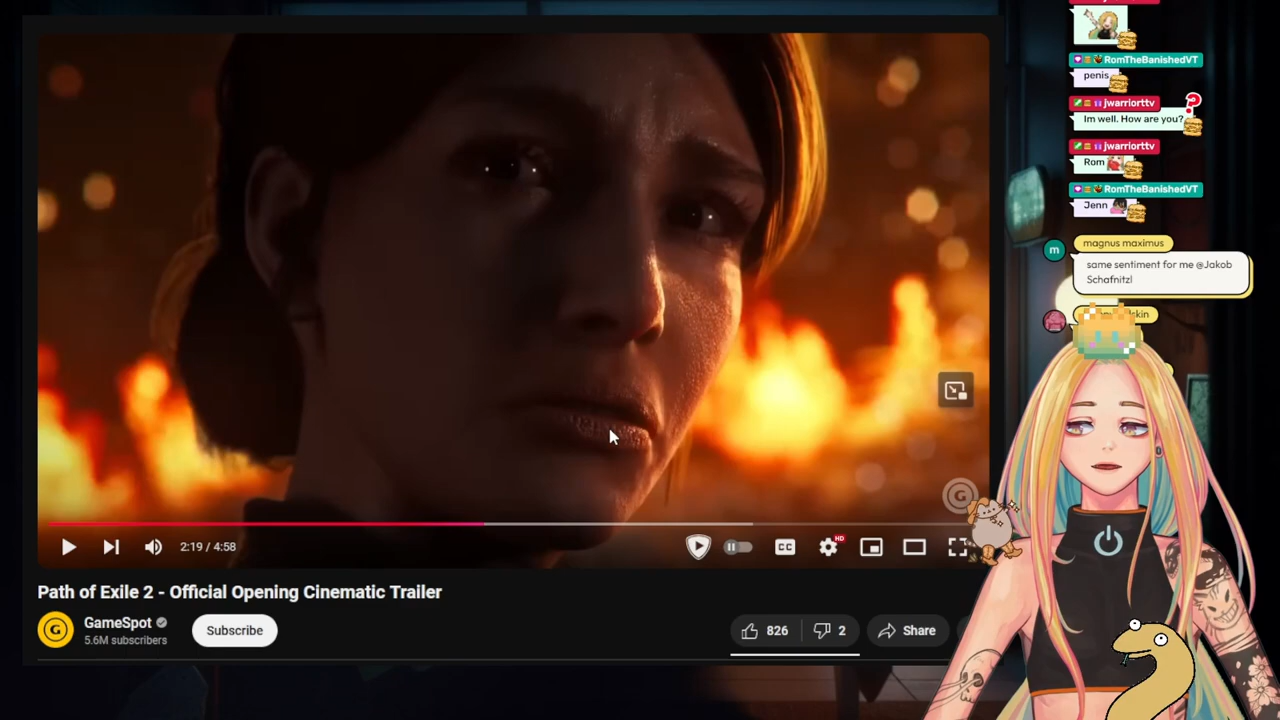 RomTheBanishedVT
penis
jwarriorttv
Im well. How are you?
?
jwarriorttv
Rom
RomTheBanishedVT
Jenn
m
magnus maximus
same sentiment for me @Jakob
Schafnitzl
G
2:19 / 4:58
CC
HD
Path of Exile 2 - Official Opening Cinematic Trailer
G
GameSpot
5.6M subscribers
Subscribe
826
2
Share